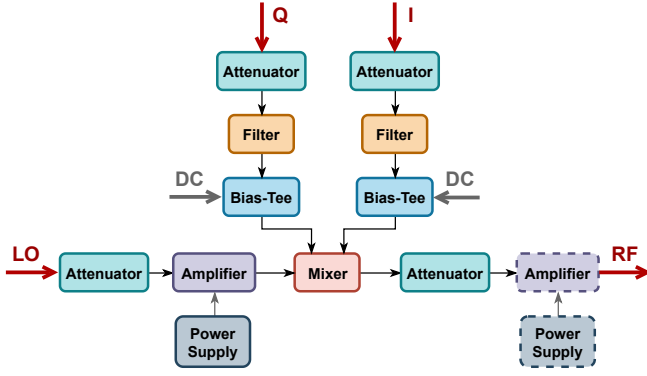 Q
I
Attenuator
Attenuator
Filter
Filter
DC
Bias-Tee
Bias-Tee
DC
LO
Attenuator
Amplifier
Mixer
Attenuator
Amplifier
RF
Power
Supply
Power
Supply